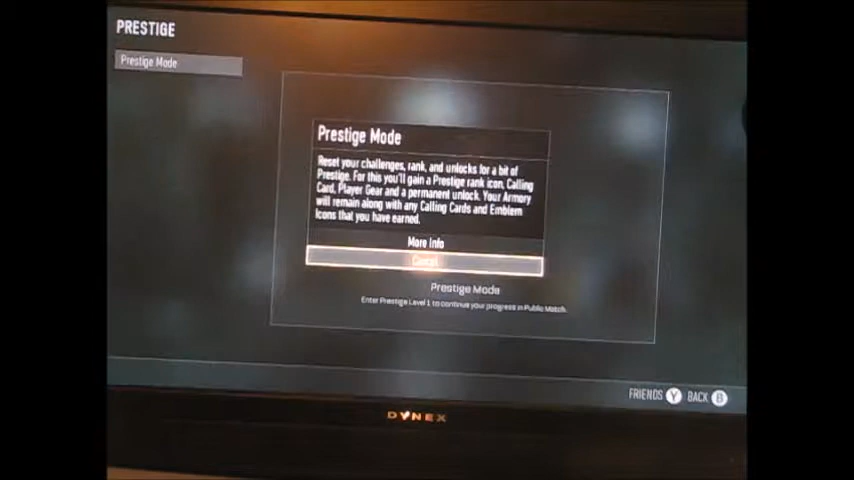 PRESTIGE
Prestige Mode
Prestige Mode
Reset your challenges, rank, and unlocks for a bit of
Prestige. For this you'll gain a Prestige rank icon, Calling
Card, Player Gear and a permanent unlock. Your Armory
will remain along with any Calling Cards and Emblem
Icons that you have earned.
More Info
Cancel
Prestige Mode
Enter Prestige Level 1 to continue your progress in Public Match.
FRIENDS Y BACK B
DYNEX